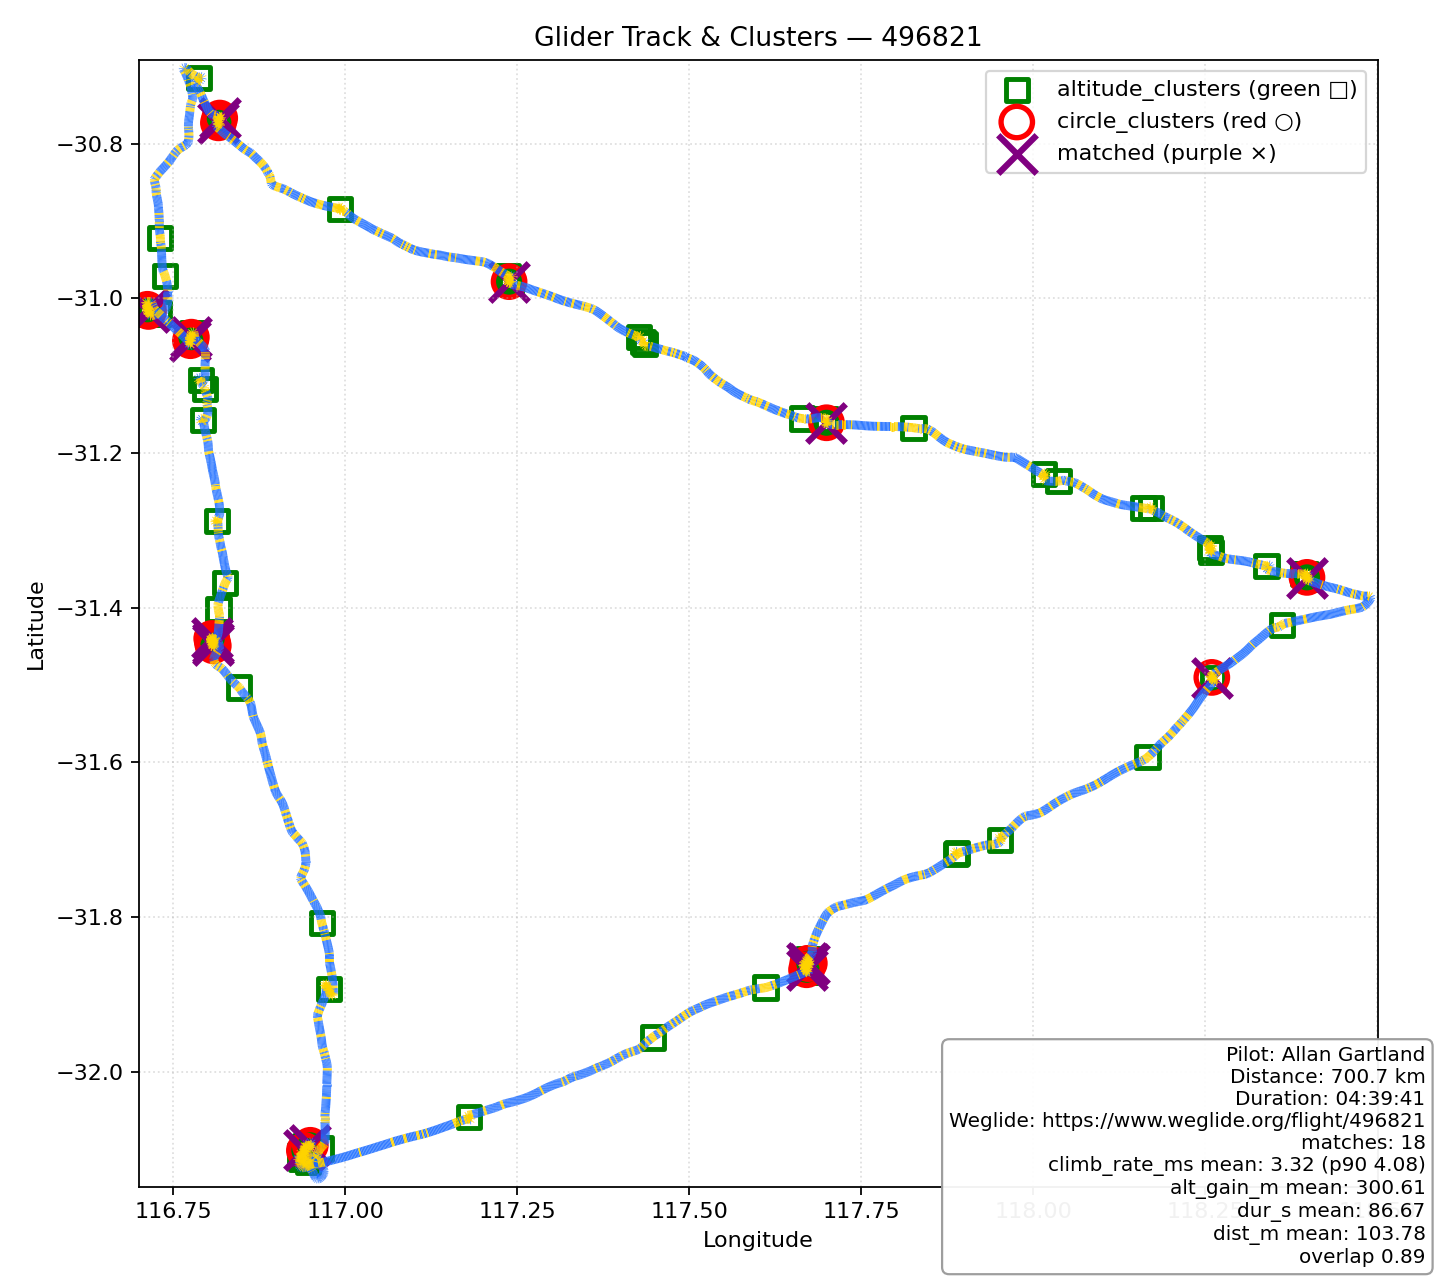 Glider Track & Clusters — 496821
altitude_clusters (green □)
circle_clusters (red ○)
matched (purple ×)
Latitude
−30.8
−31.0
−31.2
−31.4
−31.6
−31.8
−32.0
116.75 117.00 117.25 117.50 117.75 118.00 118.25
Longitude
Pilot: Allan Gartland
Distance: 700.7 km
Duration: 04:39:41
Weglide: https://www.weglide.org/flight/496821
matches: 18
climb_rate_ms mean: 3.32 (p90 4.08)
alt_gain_m mean: 300.61
dur_s mean: 86.67
dist_m mean: 103.78
overlap 0.89